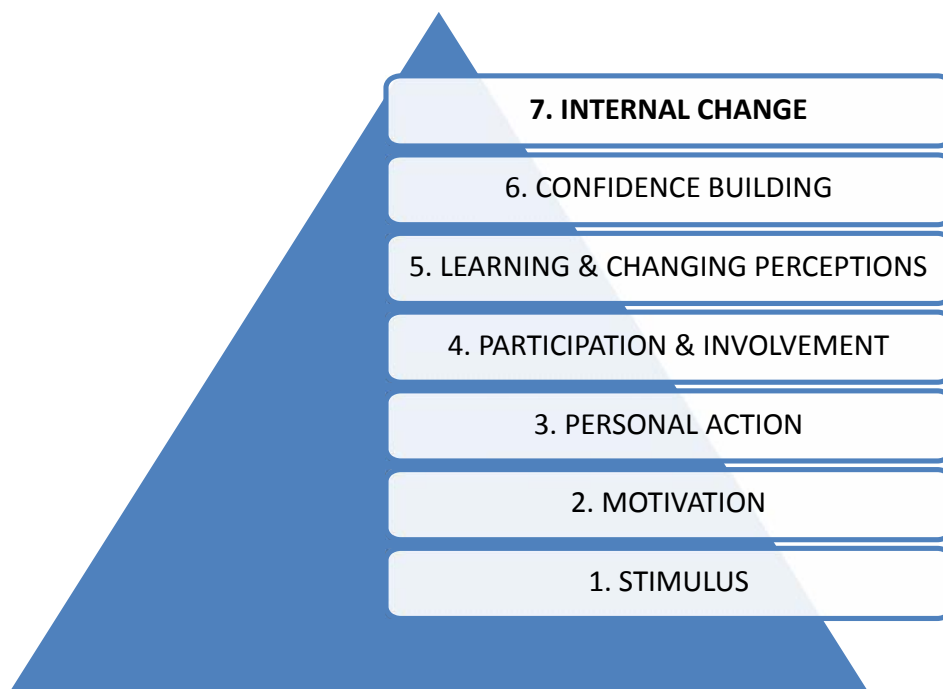 7. INTERNAL CHANGE
6. CONFIDENCE BUILDING
5. LEARNING & CHANGING PERCEPTIONS
4. PARTICIPATION & INVOLVEMENT
3. PERSONAL ACTION
2. MOTIVATION
1. STIMULUS